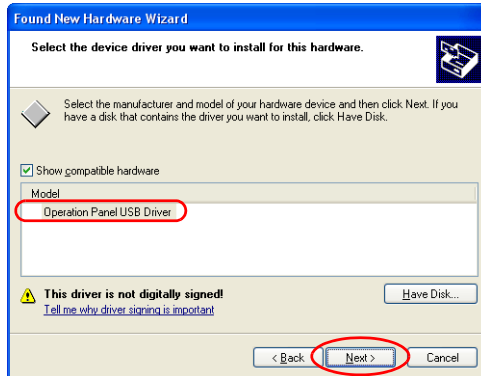 Found New Hardware Wizard
Select the device driver you want to install for this hardware.
Select the manufacturer and model of your hardware device and then click Next. If you
have a disk that contains the driver you want to install, click Have Disk.
Show compatible hardware
Model
Operation Panel USB Driver
This driver is not digitally signed!
Tell me why driver signing is important
Have Disk...
< Back
Next >
Cancel